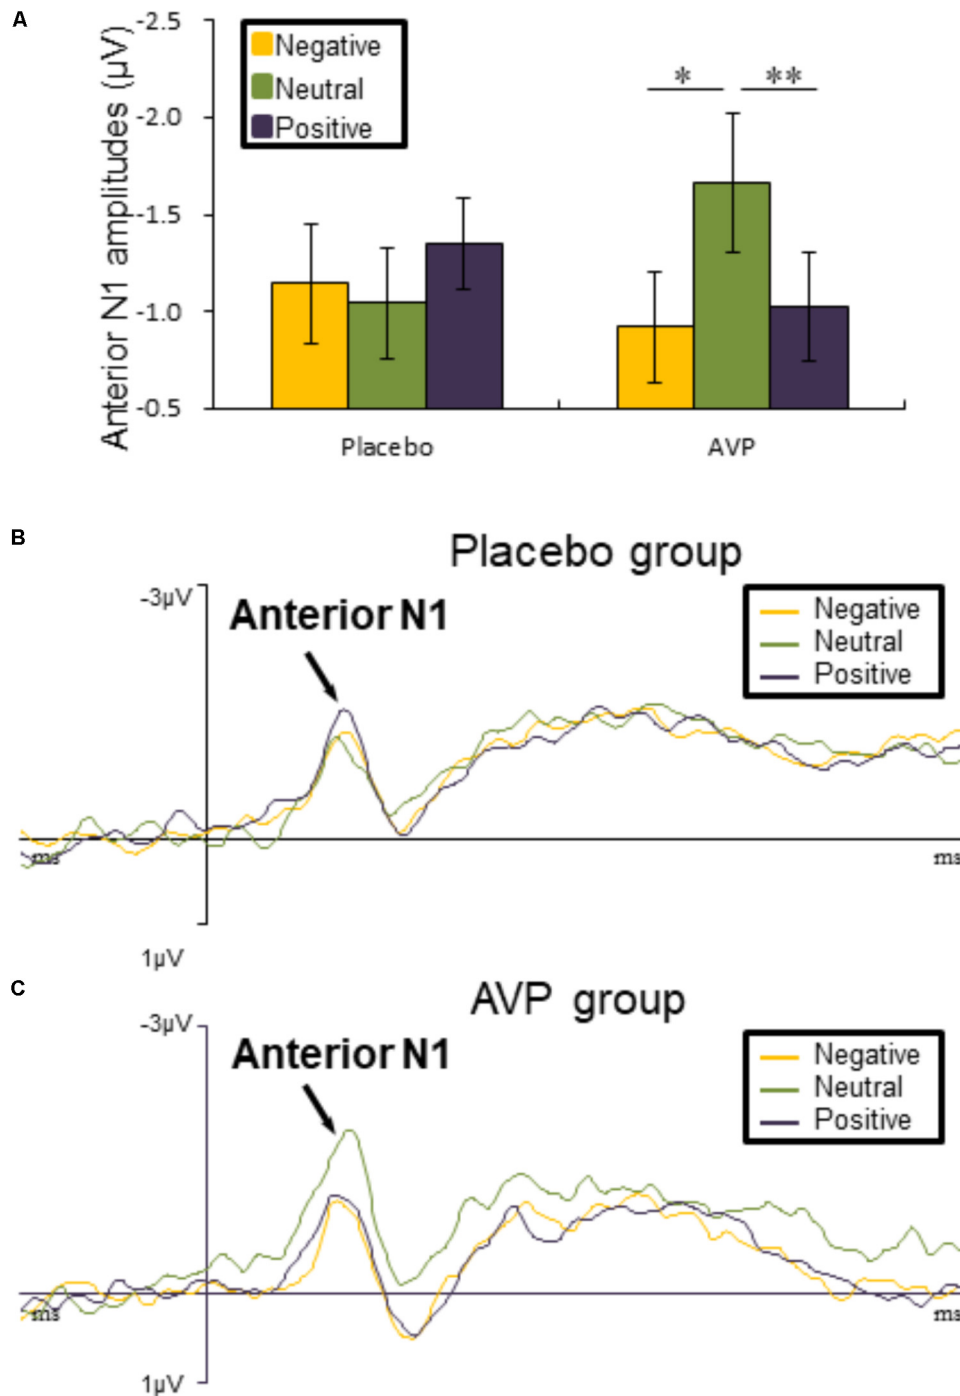 A
Anterior N1 amplitudes (µV)
-2.5
-2.0
-1.5
-1.0
-0.5
Negative
Neutral
Positive
*
**
Placebo
AVP
B
Placebo group
-3µV
Anterior N1
Negative
Neutral
Positive
ms
ms
1µV
C
AVP group
-3µV
Anterior N1
Negative
Neutral
Positive
ms
ms
1µV